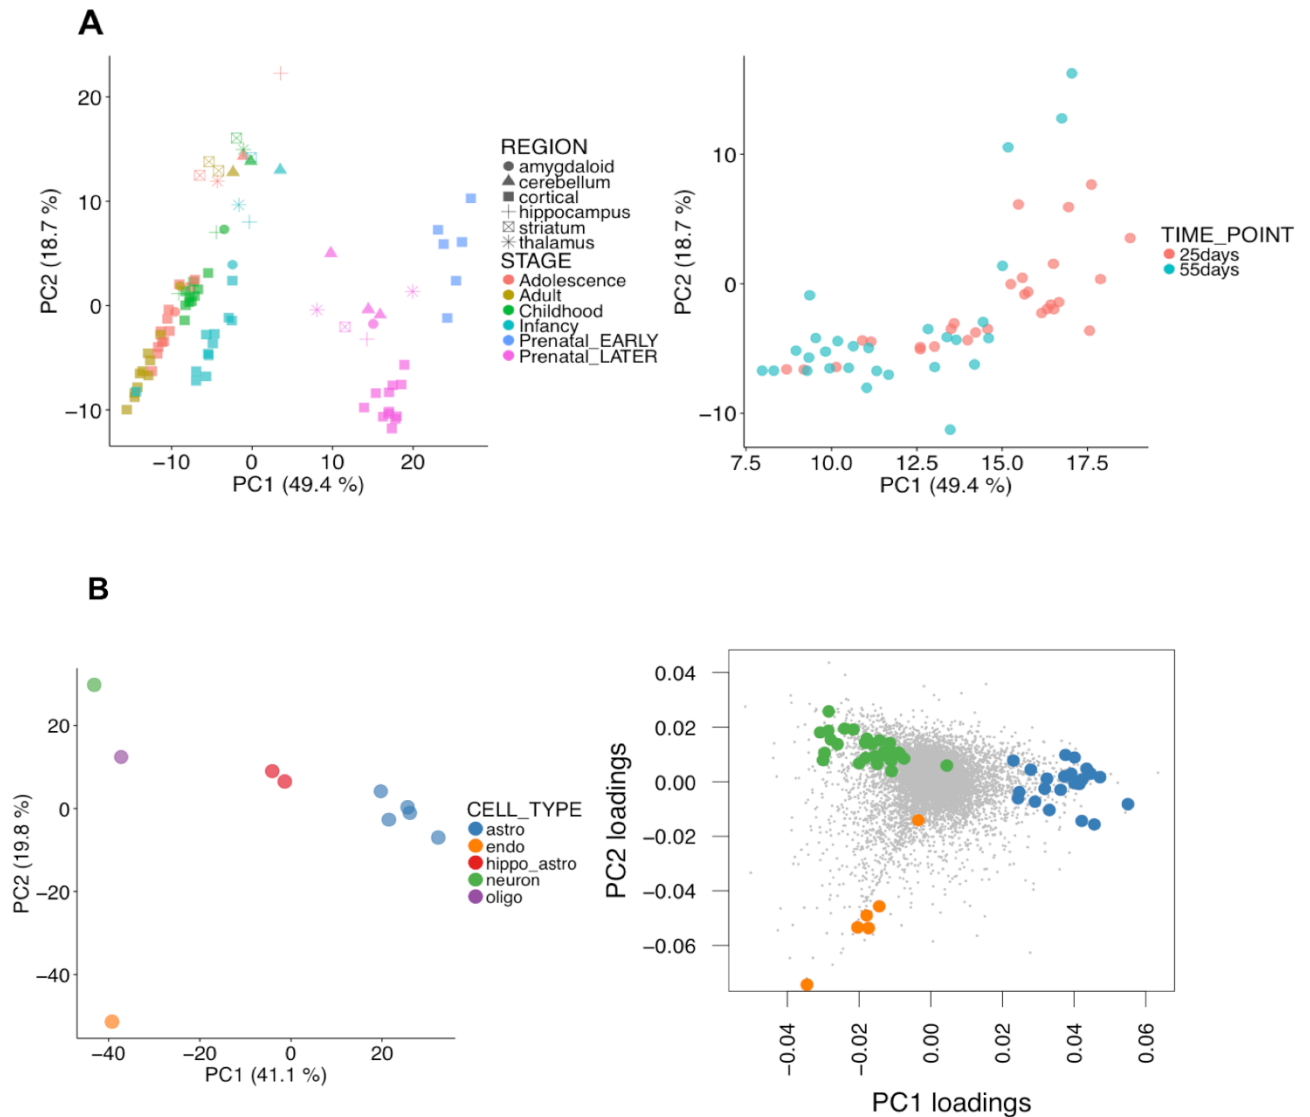 A
20
10
0
−10
PC2 (18.7 %)
−10
0
10
20
PC1 (49.4 %)
REGION
amygdaloid
cerebellum
cortical
hippocampus
striatum
thalamus
STAGE
Adolescence
Adult
Childhood
Infancy
Prenatal_EARLY
Prenatal_LATER
10
0
−10
PC2 (18.7 %)
7.5
10.0
12.5
15.0
17.5
PC1 (49.4 %)
TIME_POINT
25days
55days
B
20
0
−20
−40
PC2 (19.8 %)
−40
−20
0
20
PC1 (41.1 %)
CELL_TYPE
astro
endo
hippo_astro
neuron
oligo
0.04
0.02
0.00
−0.02
−0.04
−0.06
PC2 loadings
−0.04
−0.02
0.00
0.02
0.04
0.06
PC1 loadings